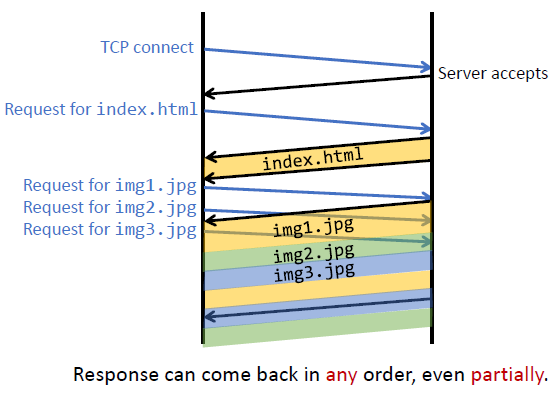 TCP connect
Server accepts
Request for index.html
index.html
Request for img1.jpg
Request for img2.jpg
Request for img3.jpg
img1.jpg
img2.jpg
img3.jpg
Response can come back in any order, even partially.